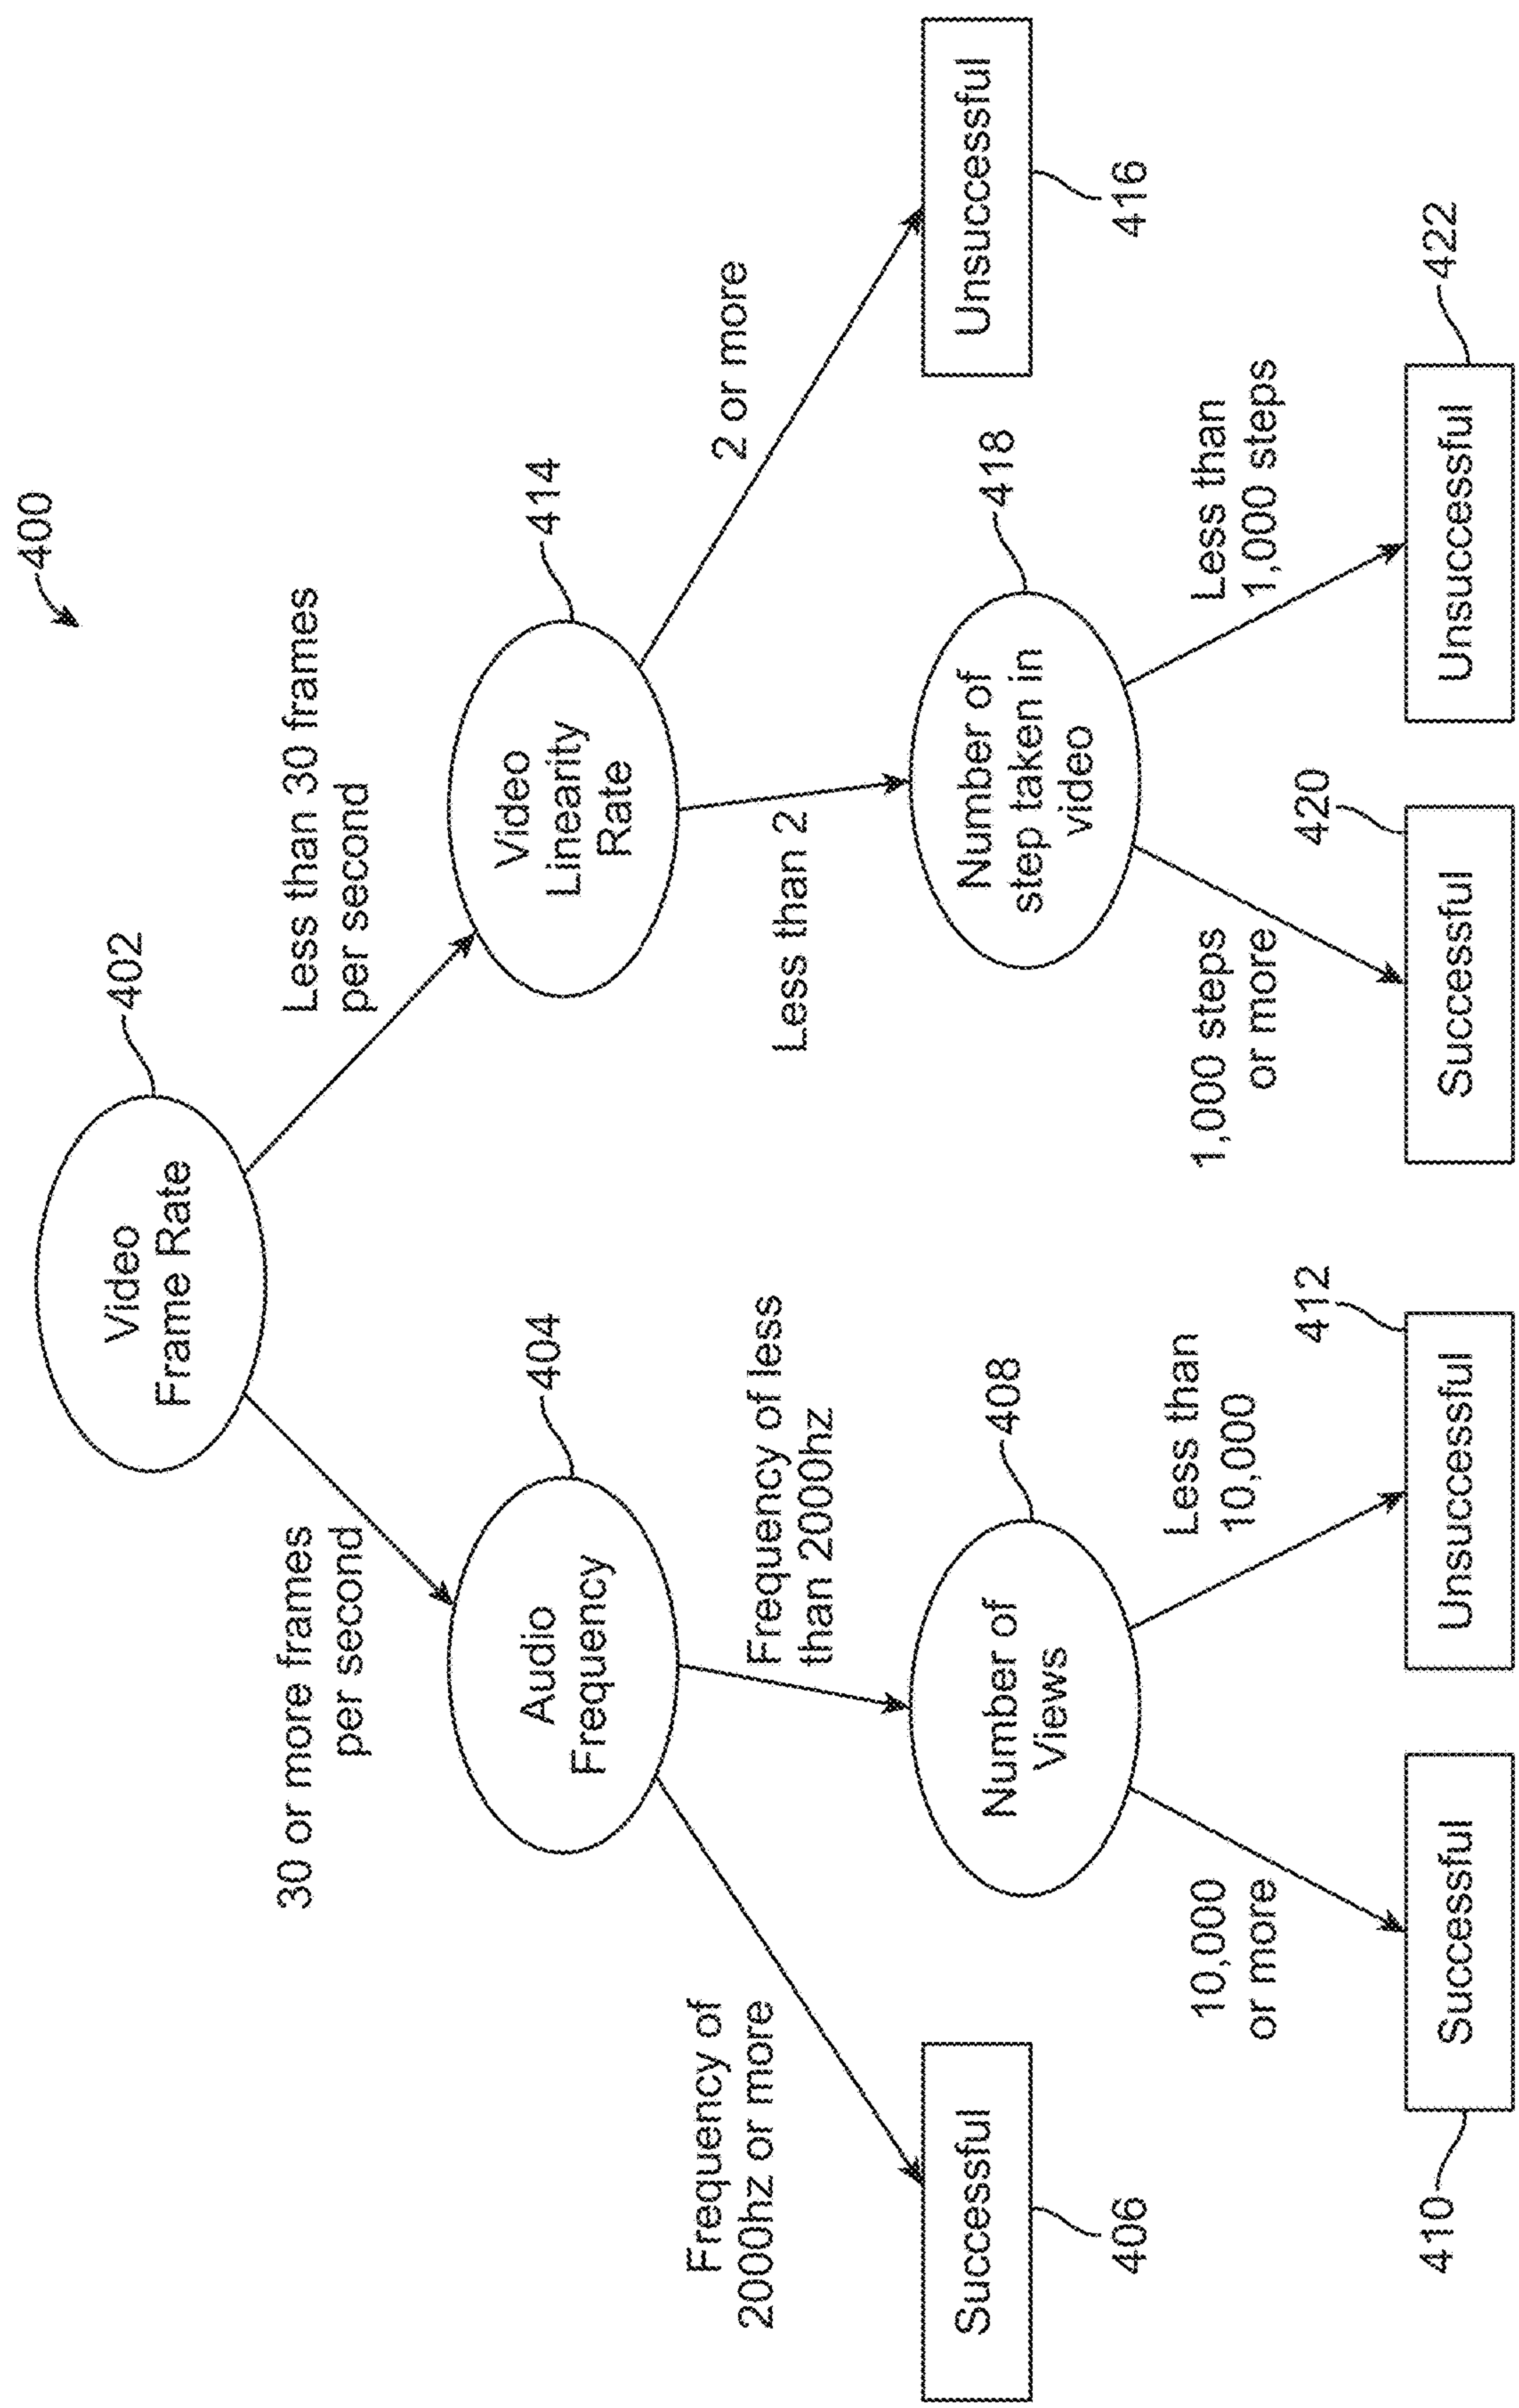 400
402
Video
Frame Rate
30 or more frames
per second
Less than 30 frames
per second
404
Audio
Frequency
414
Video
Linearity
Rate
Frequency of
2000hz or more
Frequency of less
than 2000hz
Less than 2
2 or more
Successful
406
408
Number of
Views
418
Number of
step taken in
video
Unsuccessful
416
10,000
or more
Less than
10,000
1,000 steps
or more
Less than
1,000 steps
410
Successful
412
Unsuccessful
420
Successful
422
Unsuccessful